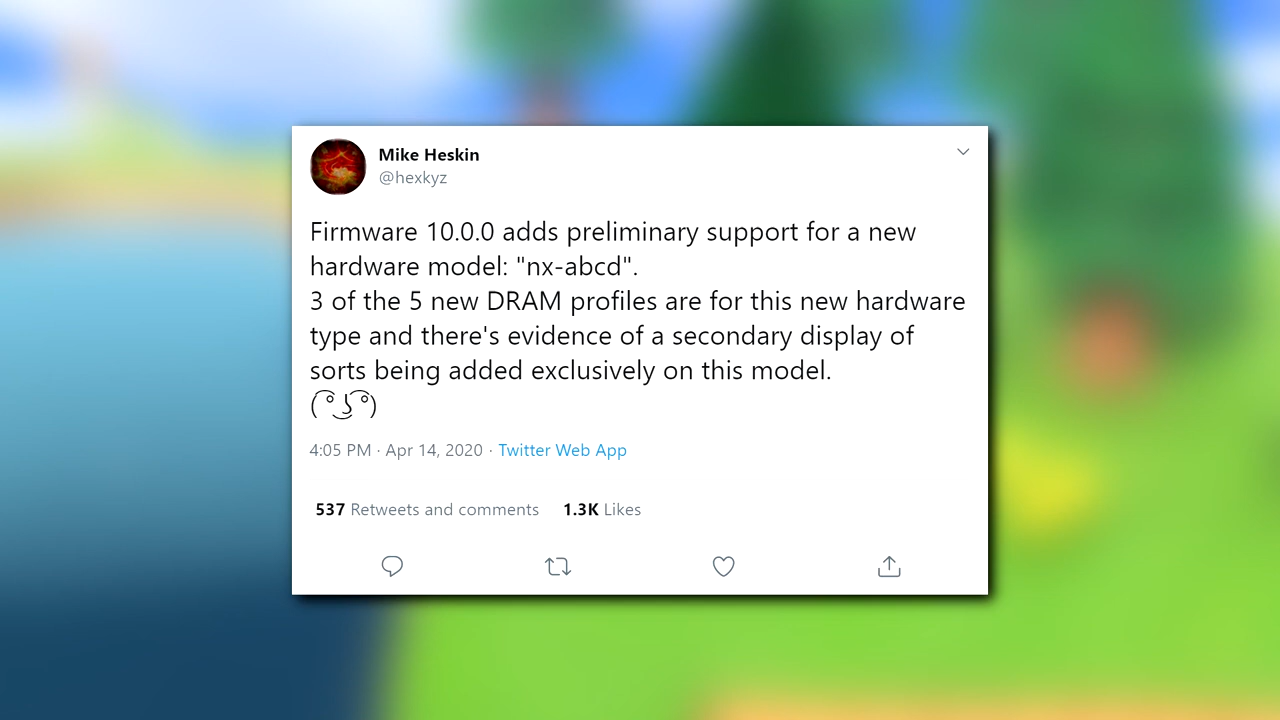 Mike Heskin
@hexkyz
Firmware 10.0.0 adds preliminary support for a new
hardware model: "nx-abcd".
3 of the 5 new DRAM profiles are for this new hardware
type and there's evidence of a secondary display of
sorts being added exclusively on this model.
( ͡° ͜ʖ ͡°)
4:05 PM · Apr 14, 2020 · Twitter Web App
537 Retweets and comments 1.3K Likes